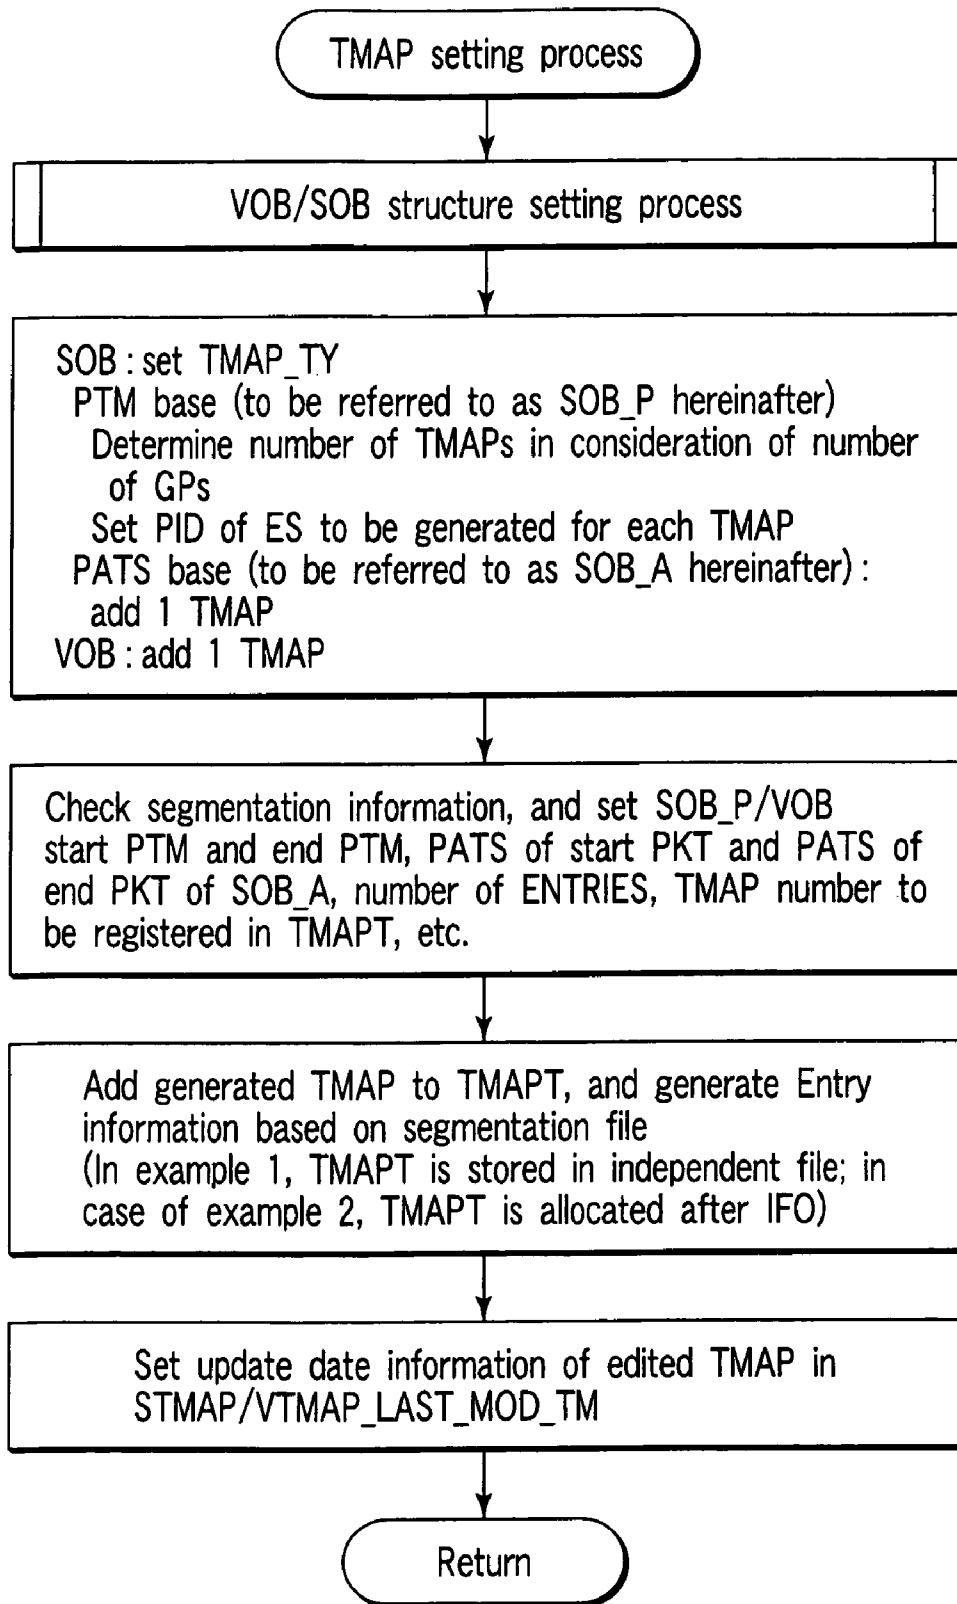 TMAP setting process
VOB/SOB structure setting process
SOB : set TMAP_TY
PTM base (to be referred to as SOB_P hereinafter)
Determine number of TMAPs in consideration of number
of GPs
Set PID of ES to be generated for each TMAP
PATS base (to be referred to as SOB_A hereinafter) :
add 1 TMAP
VOB : add 1 TMAP
Check segmentation information, and set SOB_P/VOB
start PTM and end PTM, PATS of start PKT and PATS of
end PKT of SOB_A, number of ENTRIES, TMAP number to
be registered in TMAPT, etc.
Add generated TMAP to TMAPT, and generate Entry
information based on segmentation file
(In example 1, TMAPT is stored in independent file; in
case of example 2, TMAPT is allocated after IFO)
Set update date information of edited TMAP in
STMAP/VTMAP_LAST_MOD_TM
Return